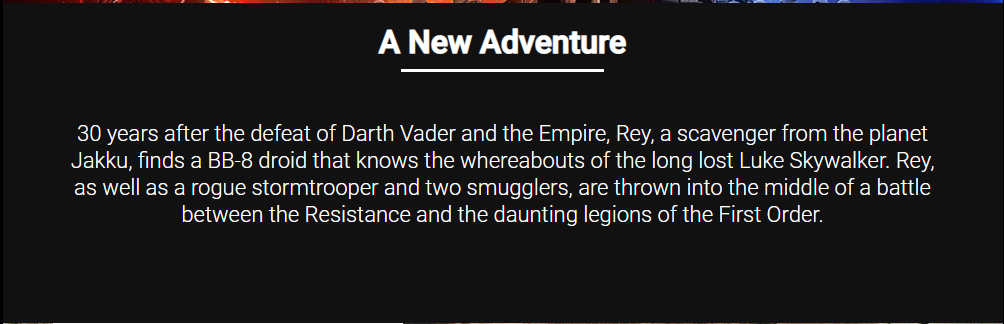 A New Adventure
30 years after the defeat of Darth Vader and the Empire, Rey, a scavenger from the planet
Jakku, finds a BB-8 droid that knows the whereabouts of the long lost Luke Skywalker. Rey,
as well as a rogue stormtrooper and two smugglers, are thrown into the middle of a battle
between the Resistance and the daunting legions of the First Order.